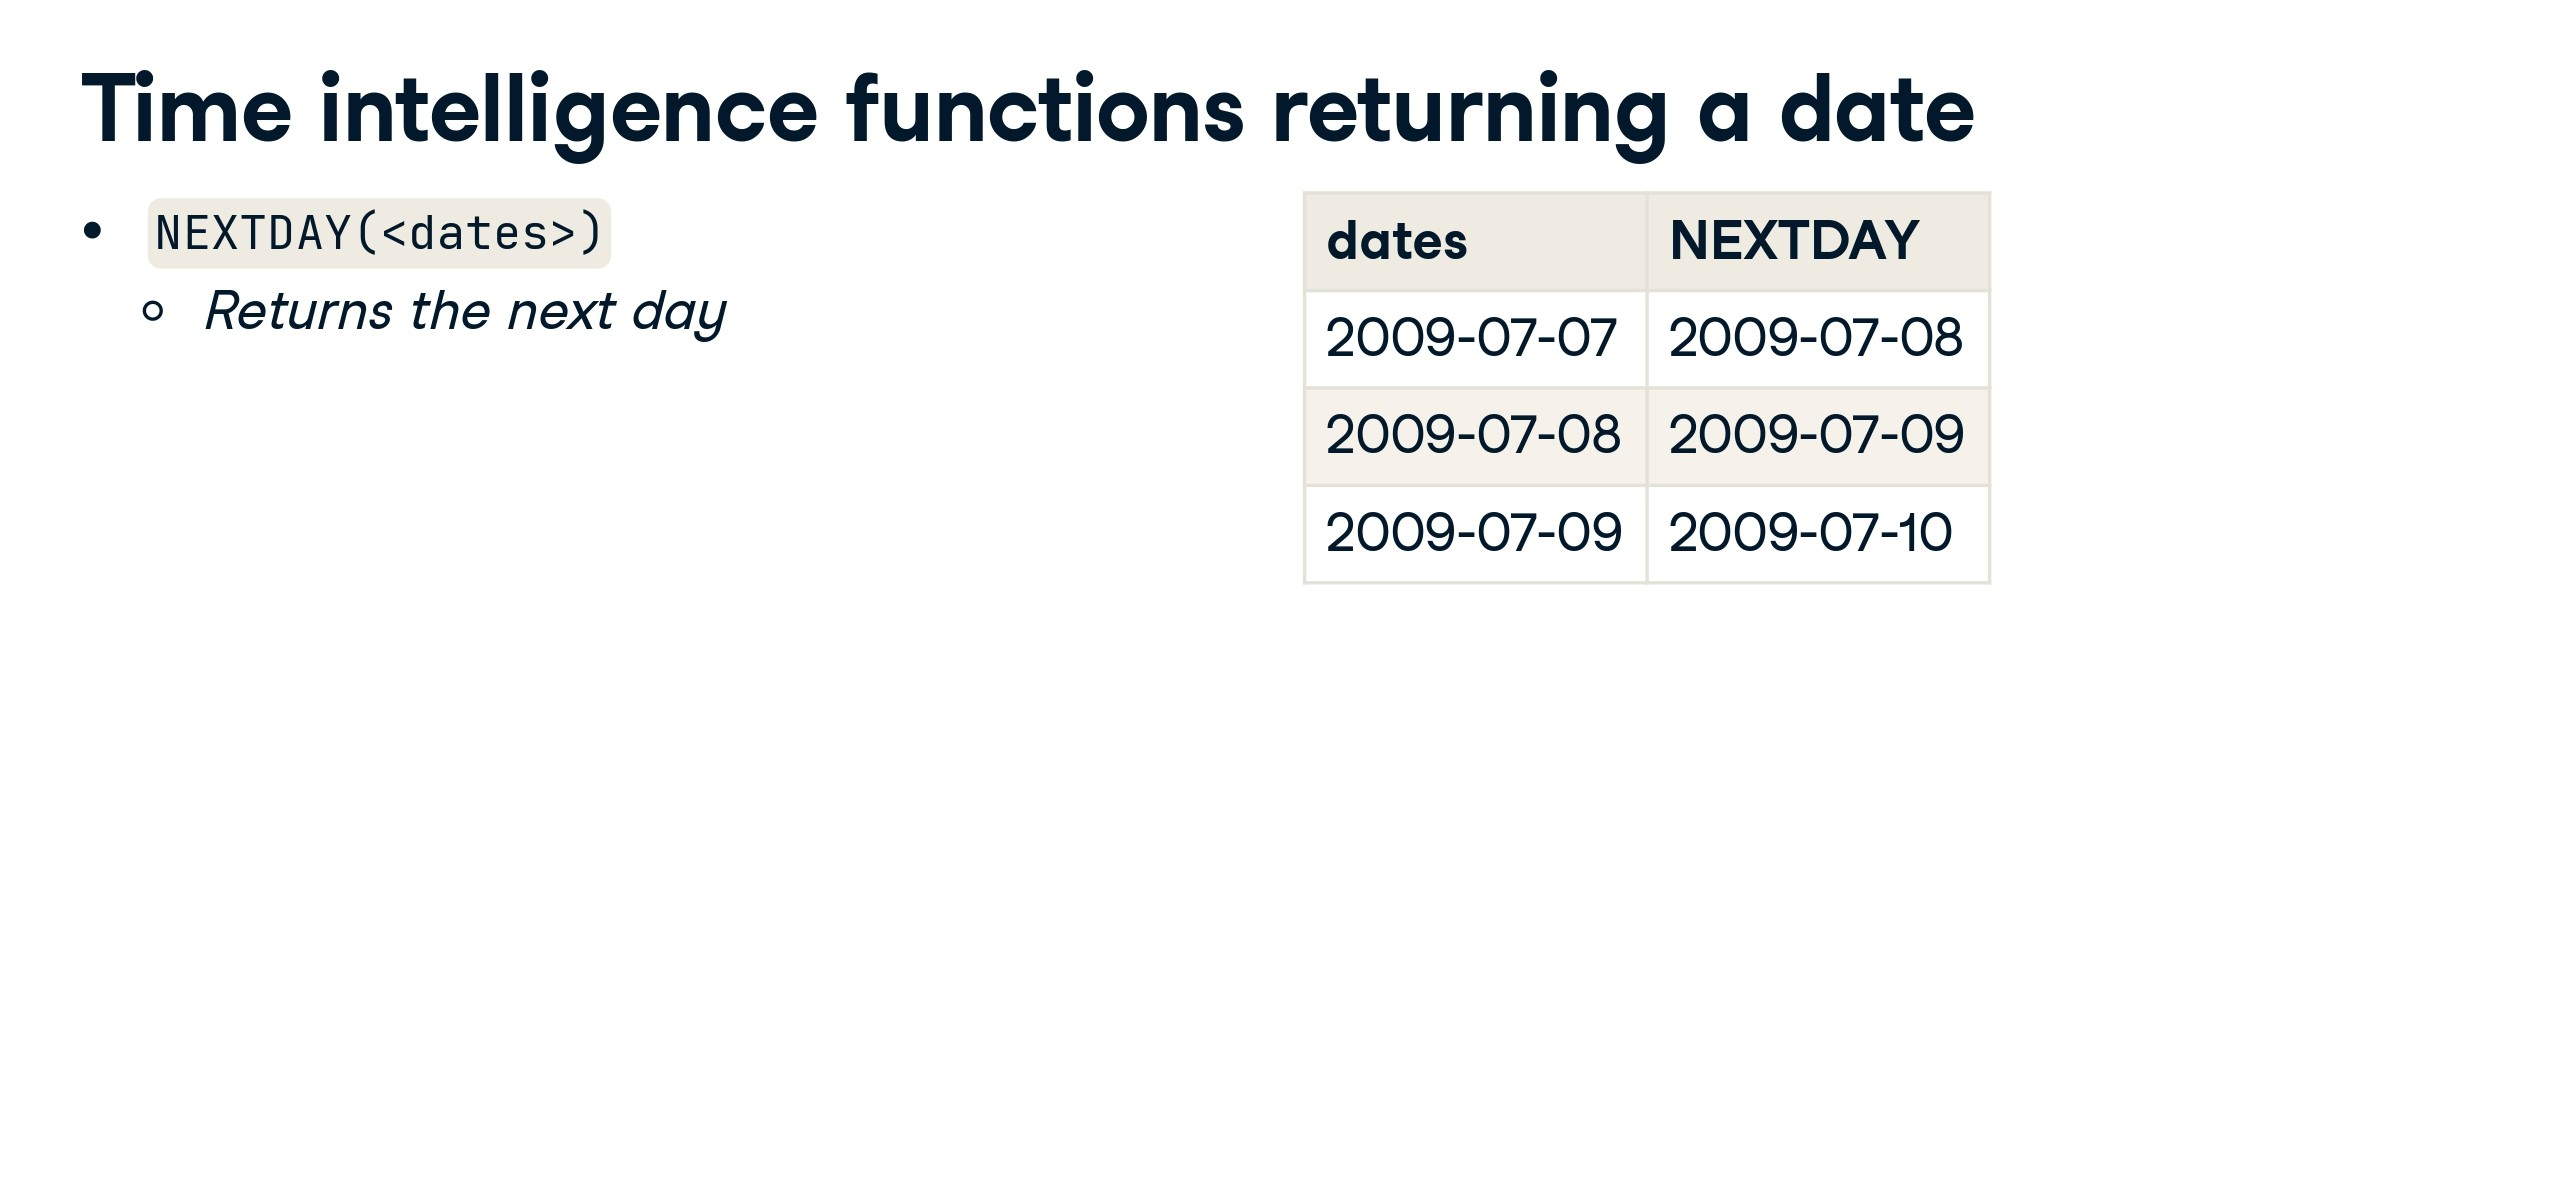 Time intelligence functions returning a date
• NEXTDAY(<dates>)
○ Returns the next day
dates NEXTDAY
2009-07-07 2009-07-08
2009-07-08 2009-07-09
2009-07-09 2009-07-10